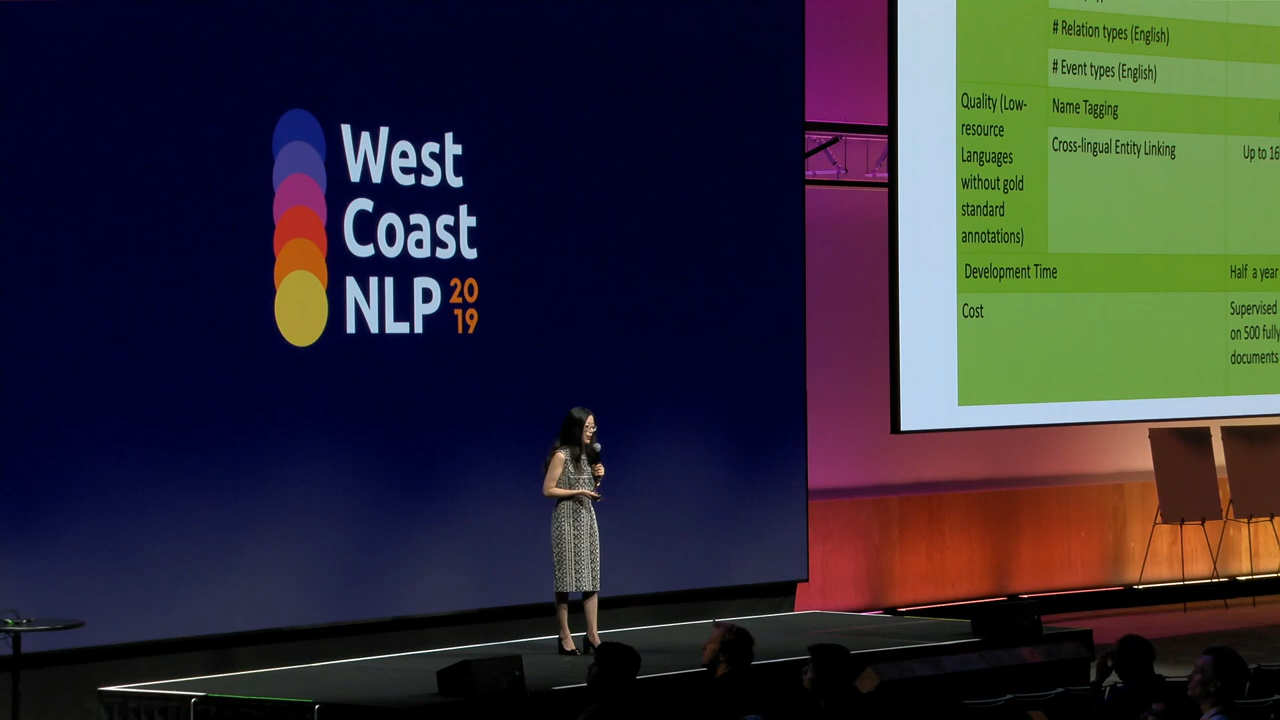 West
Coast
NLP 20
19
# Relation types (English)
# Event types (English)
Quality (Low-
resource
Languages
without gold
standard
annotations)
Name Tagging
Cross-lingual Entity Linking
Up to 16
Development Time
Half a year
Cost
Supervised
on 500 fully
documents